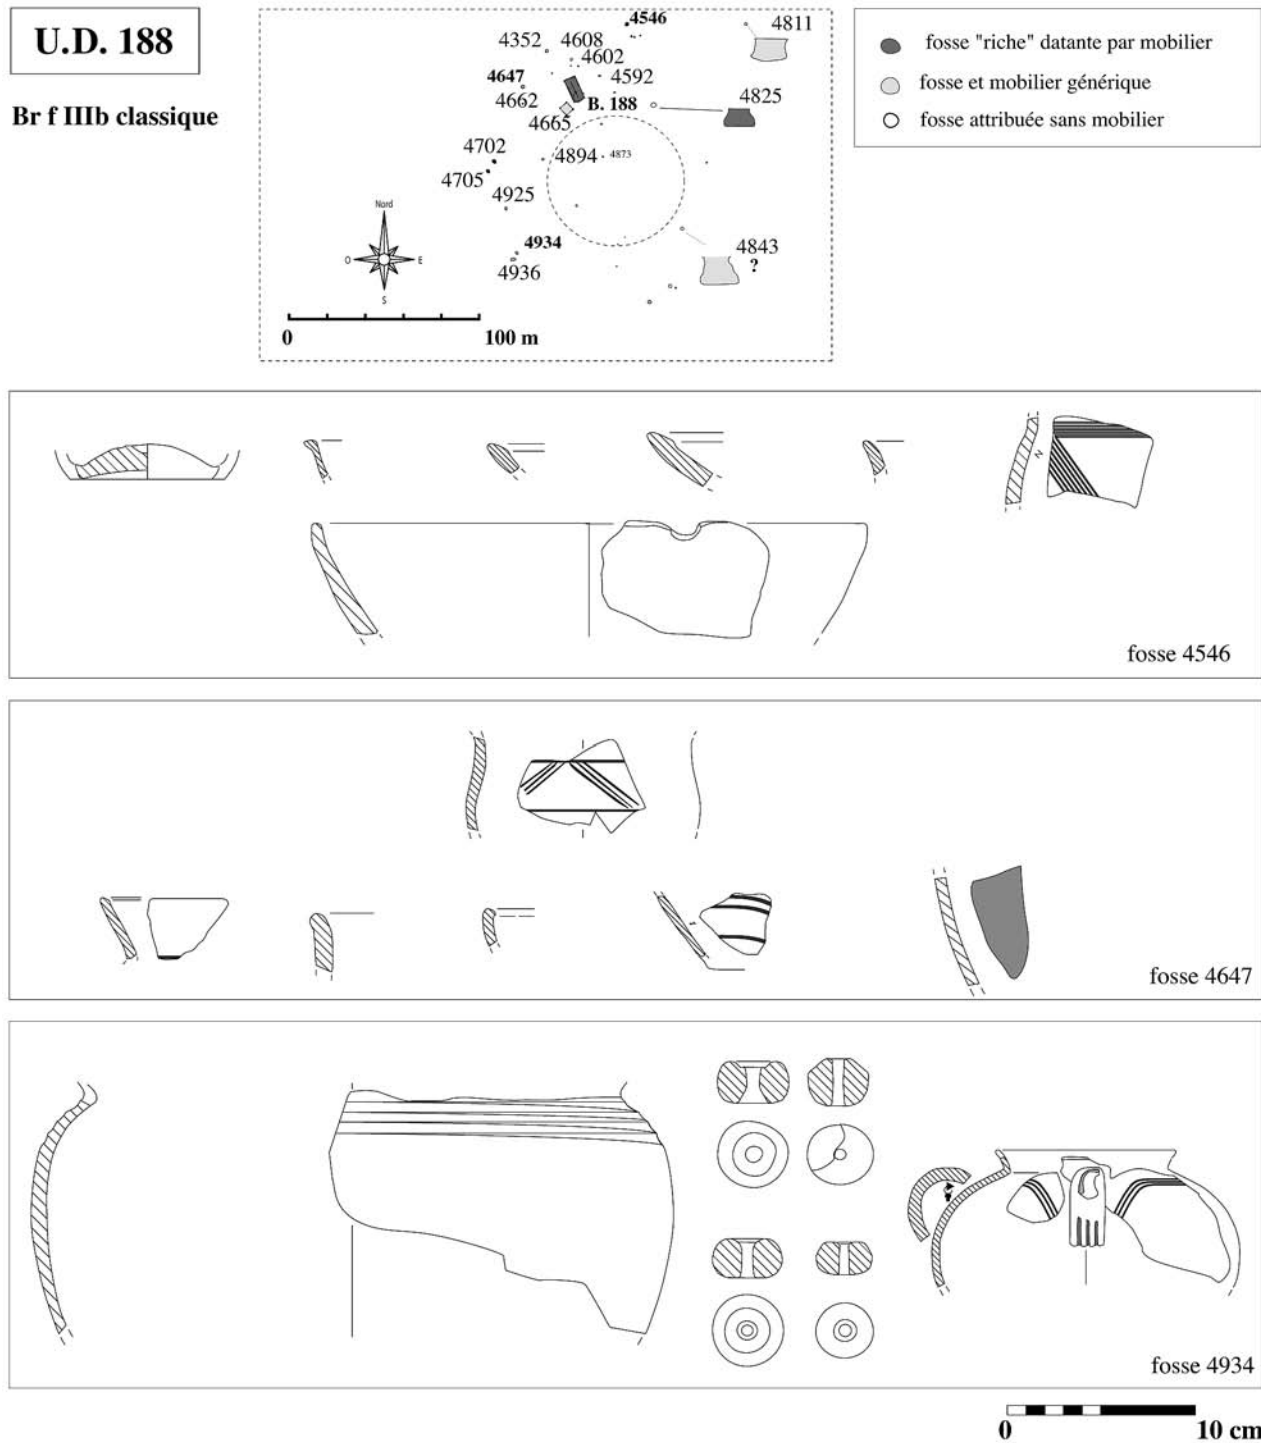 U.D. 188
Br f IIIb classique
4546
4811
4352
4608
4602
4647
4592
4662
B. 188
4825
4665
4702
4894
4873
4705
4925
Nord
O
E
S
4934
4936
4843
?
0
100 m
fosse "riche" datante par mobilier
fosse et mobilier générique
fosse attribuée sans mobilier
fosse 4546
fosse 4647
fosse 4934
0
10 cm